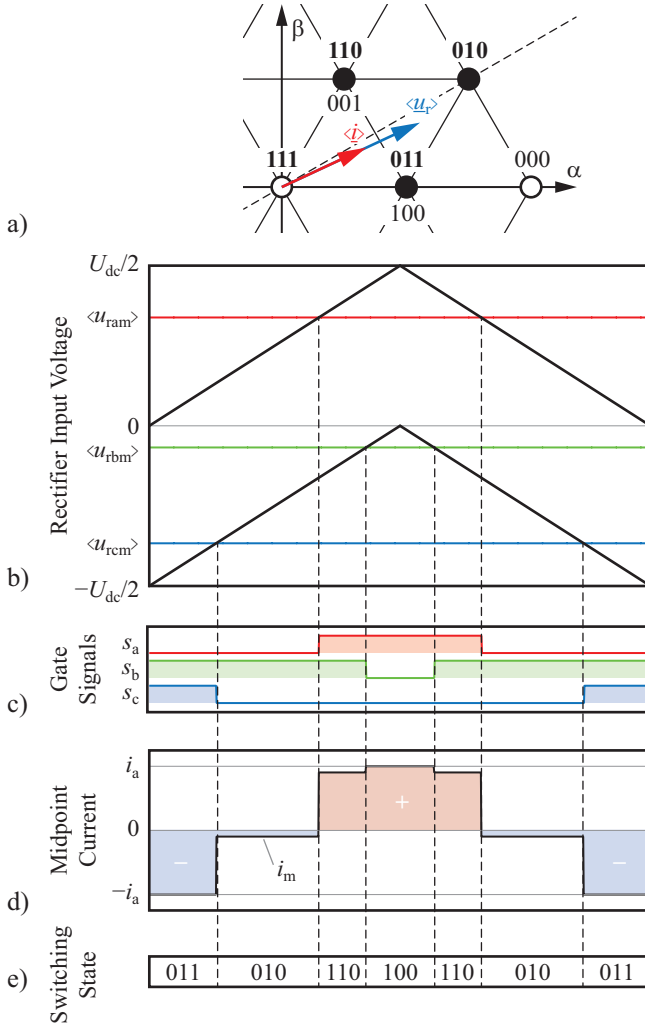 β
110
010
001
<i>
<u_r>
111
011
000
α
100
a)
U_dc/2
<u_ram>
0
<u_rbm>
<u_rcm>
−U_dc/2
Rectifier Input Voltage
b)
s_a
s_b
s_c
Gate
Signals
c)
i_a
+
0
− −
i_m
−i_a
Midpoint
Current
d)
011 010 110 100 110 010 011
Switching
State
e)